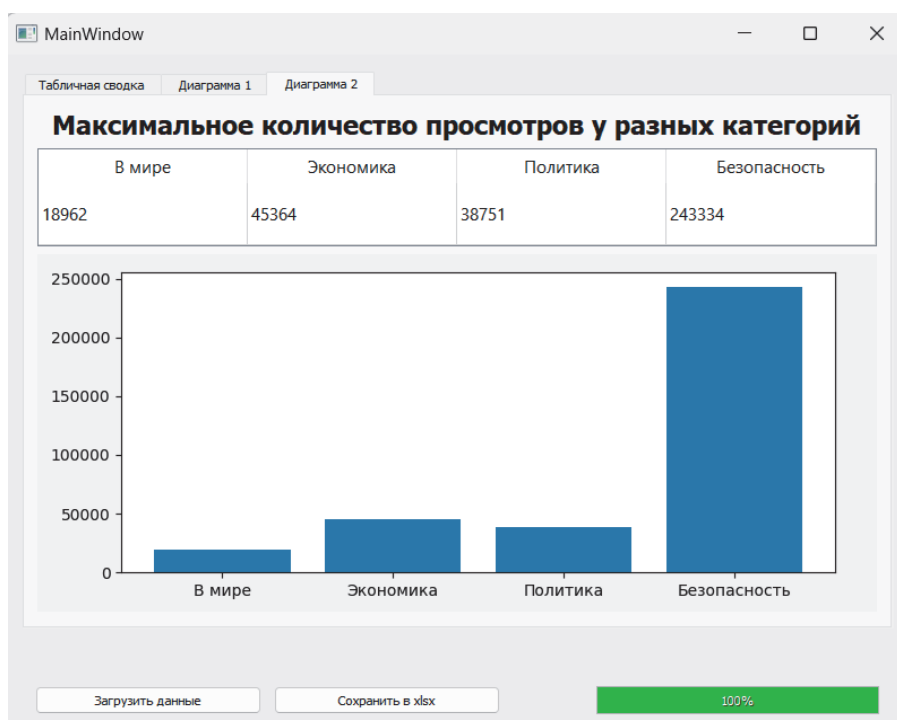 MainWindow
Табличная сводка Диаграмма 1 Диаграмма 2
Максимальное количество просмотров у разных категорий
В мире Экономика Политика Безопасность
18962 45364 38751 243334
250000
200000
150000
100000
50000
0
В мире Экономика Политика Безопасность
Загрузить данные Сохранить в xlsx 100%